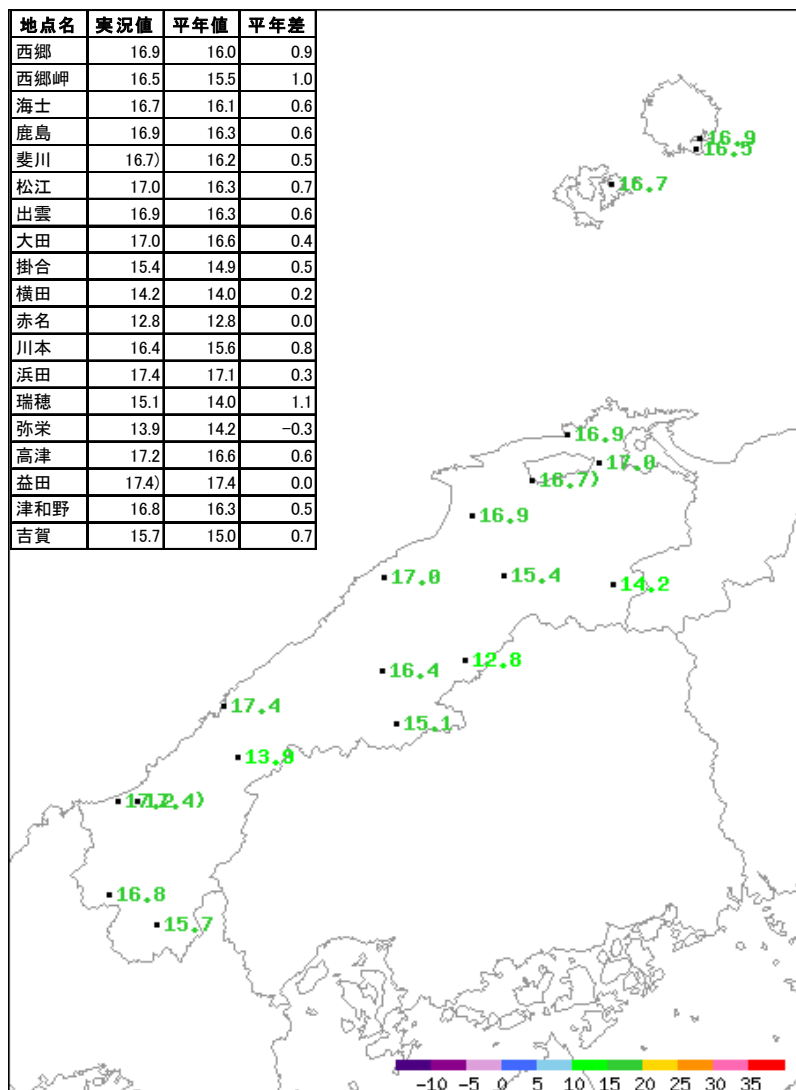 地点名 実況値 平年値 平年差
西郷 16.9 16.0 0.9
西郷岬 16.5 15.5 1.0
海士 16.7 16.1 0.6
鹿島 16.9 16.3 0.6
斐川 16.7) 16.2 0.5
松江 17.0 16.3 0.7
出雲 16.9 16.3 0.6
大田 17.0 16.6 0.4
掛合 15.4 14.9 0.5
横田 14.2 14.0 0.2
赤名 12.8 12.8 0.0
川本 16.4 15.6 0.8
浜田 17.4 17.1 0.3
瑞穂 15.1 14.0 1.1
弥栄 13.9 14.2 −0.3
高津 17.2 16.6 0.6
益田 17.4) 17.4 0.0
津和野 16.8 16.3 0.5
吉賀 15.7 15.0 0.7
16.9
16.5
16.7
16.9
17.0
16.7)
16.9
17.0 15.4 14.2
12.8
16.4
17.4
15.1
13.9
17.2 17.4)
16.8
15.7
−10 −5 0 5 10 15 20 25 30 35